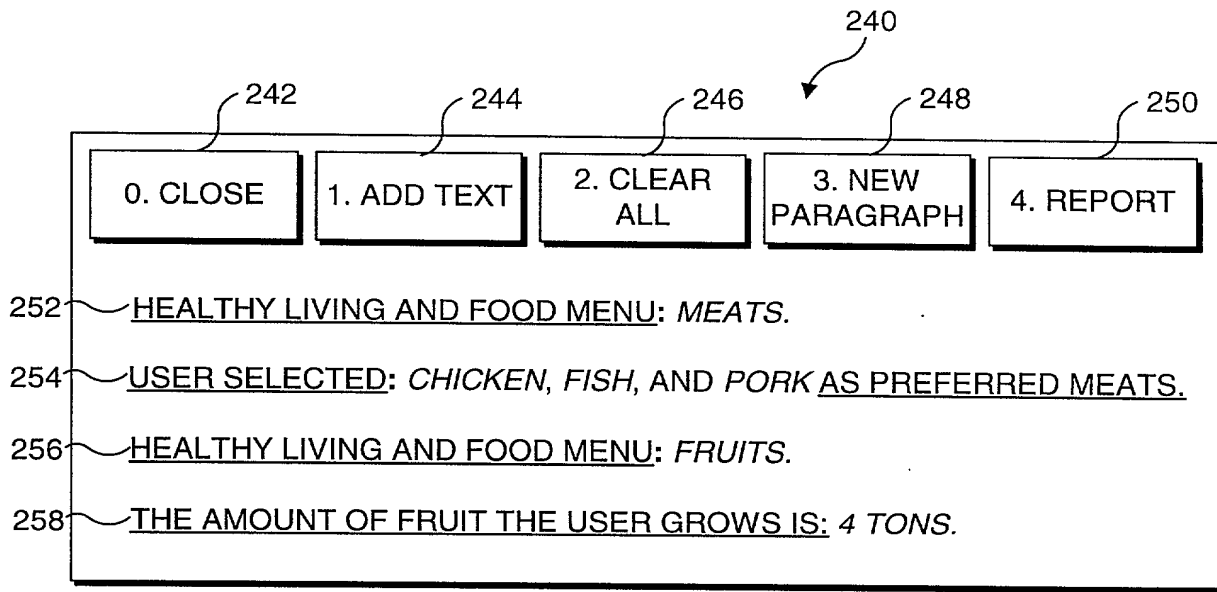 240
242
244
246
248
250
0. CLOSE
1. ADD TEXT
2. CLEAR
ALL
3. NEW
PARAGRAPH
4. REPORT
252 HEALTHY LIVING AND FOOD MENU: MEATS.
254 USER SELECTED: CHICKEN, FISH, AND PORK AS PREFERRED MEATS.
256 HEALTHY LIVING AND FOOD MENU: FRUITS.
258 THE AMOUNT OF FRUIT THE USER GROWS IS: 4 TONS.